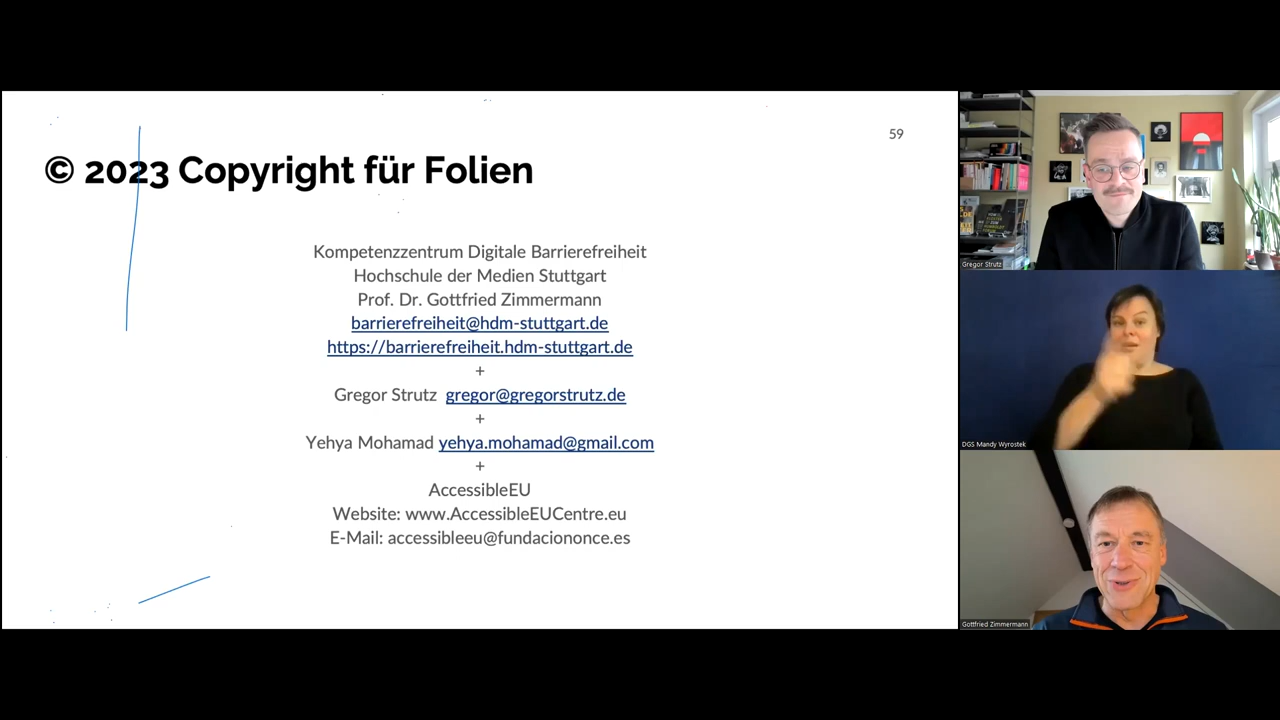 59
© 2023 Copyright für Folien
Kompetenzzentrum Digitale Barrierefreiheit
Hochschule der Medien Stuttgart
Prof. Dr. Gottfried Zimmermann
barrierefreiheit@hdm-stuttgart.de
https://barrierefreiheit.hdm-stuttgart.de
+
Gregor Strutz gregor@gregorstrutz.de
+
Yehya Mohamad yehya.mohamad@gmail.com
+
AccessibleEU
Website: www.AccessibleEUCentre.eu
E-Mail: accessibleeu@fundaciononce.es
Gregor Strutz
DGS Mandy Wyrostek
Gottfried Zimmermann